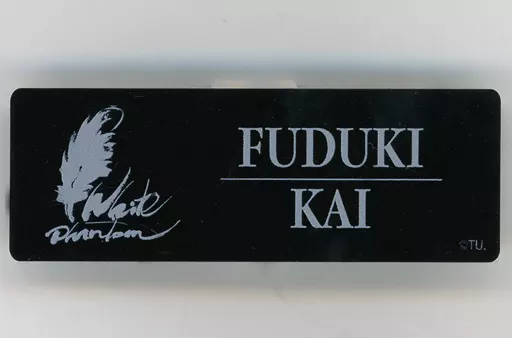 White
Phantom
FUDUKI
KAI
©TU.